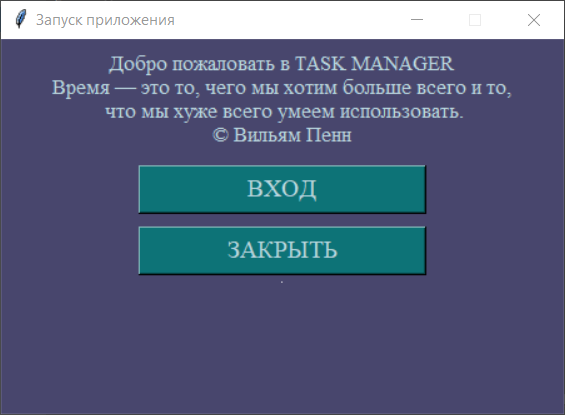 Запуск приложения
Добро пожаловать в TASK MANAGER
Время — это то, чего мы хотим больше всего и то,
что мы хуже всего умеем использовать.
© Вильям Пенн
ВХОД
ЗАКРЫТЬ
.